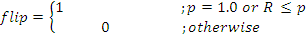 flip = {1 ; p = 1.0 or R ≤ p
0 ; otherwise